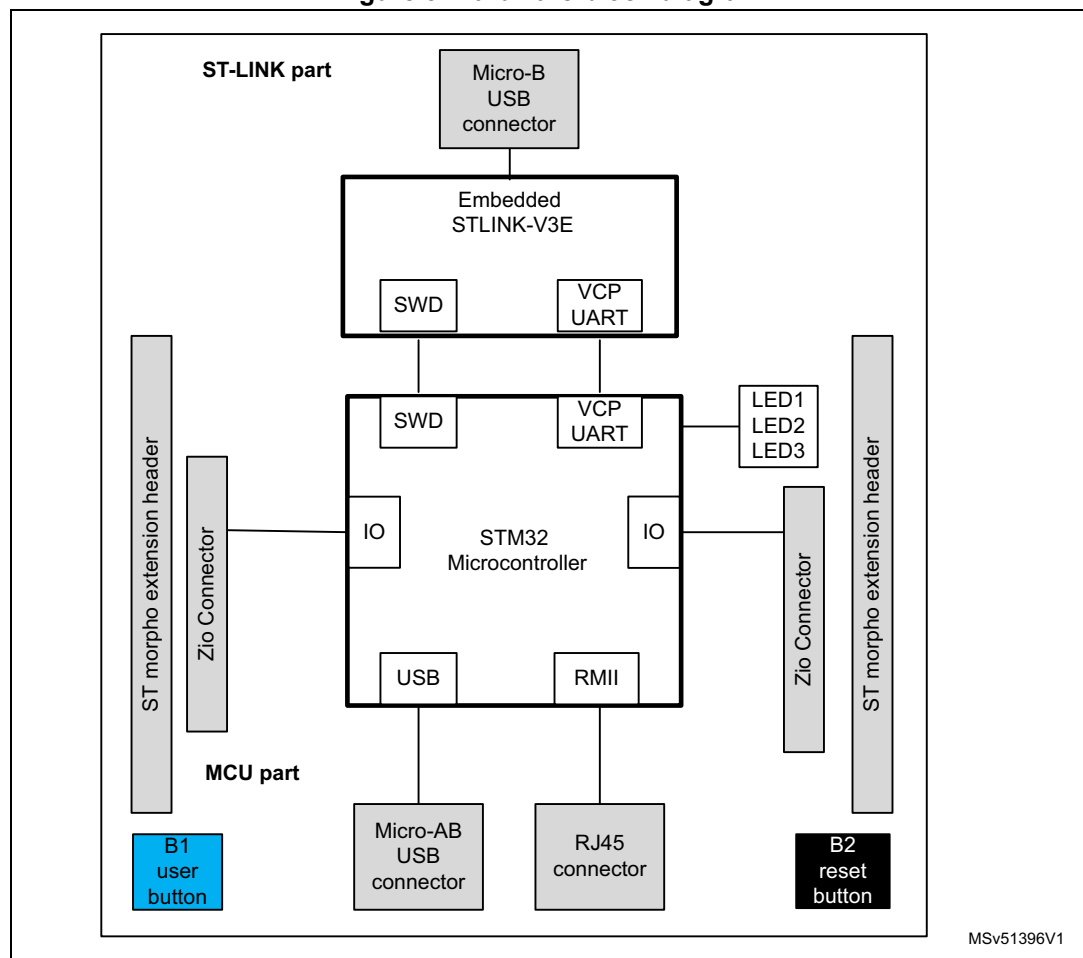 ST-LINK part
Micro-B
USB
connector
Embedded
STLINK-V3E
SWD
VCP
UART
SWD
VCP
UART
LED1
LED2
LED3
ST morpho extension header
Zio Connector
IO
STM32
Microcontroller
IO
Zio Connector
ST morpho extension header
USB
RMII
MCU part
B1
user
button
Micro-AB
USB
connector
RJ45
connector
B2
reset
button
MSv51396V1